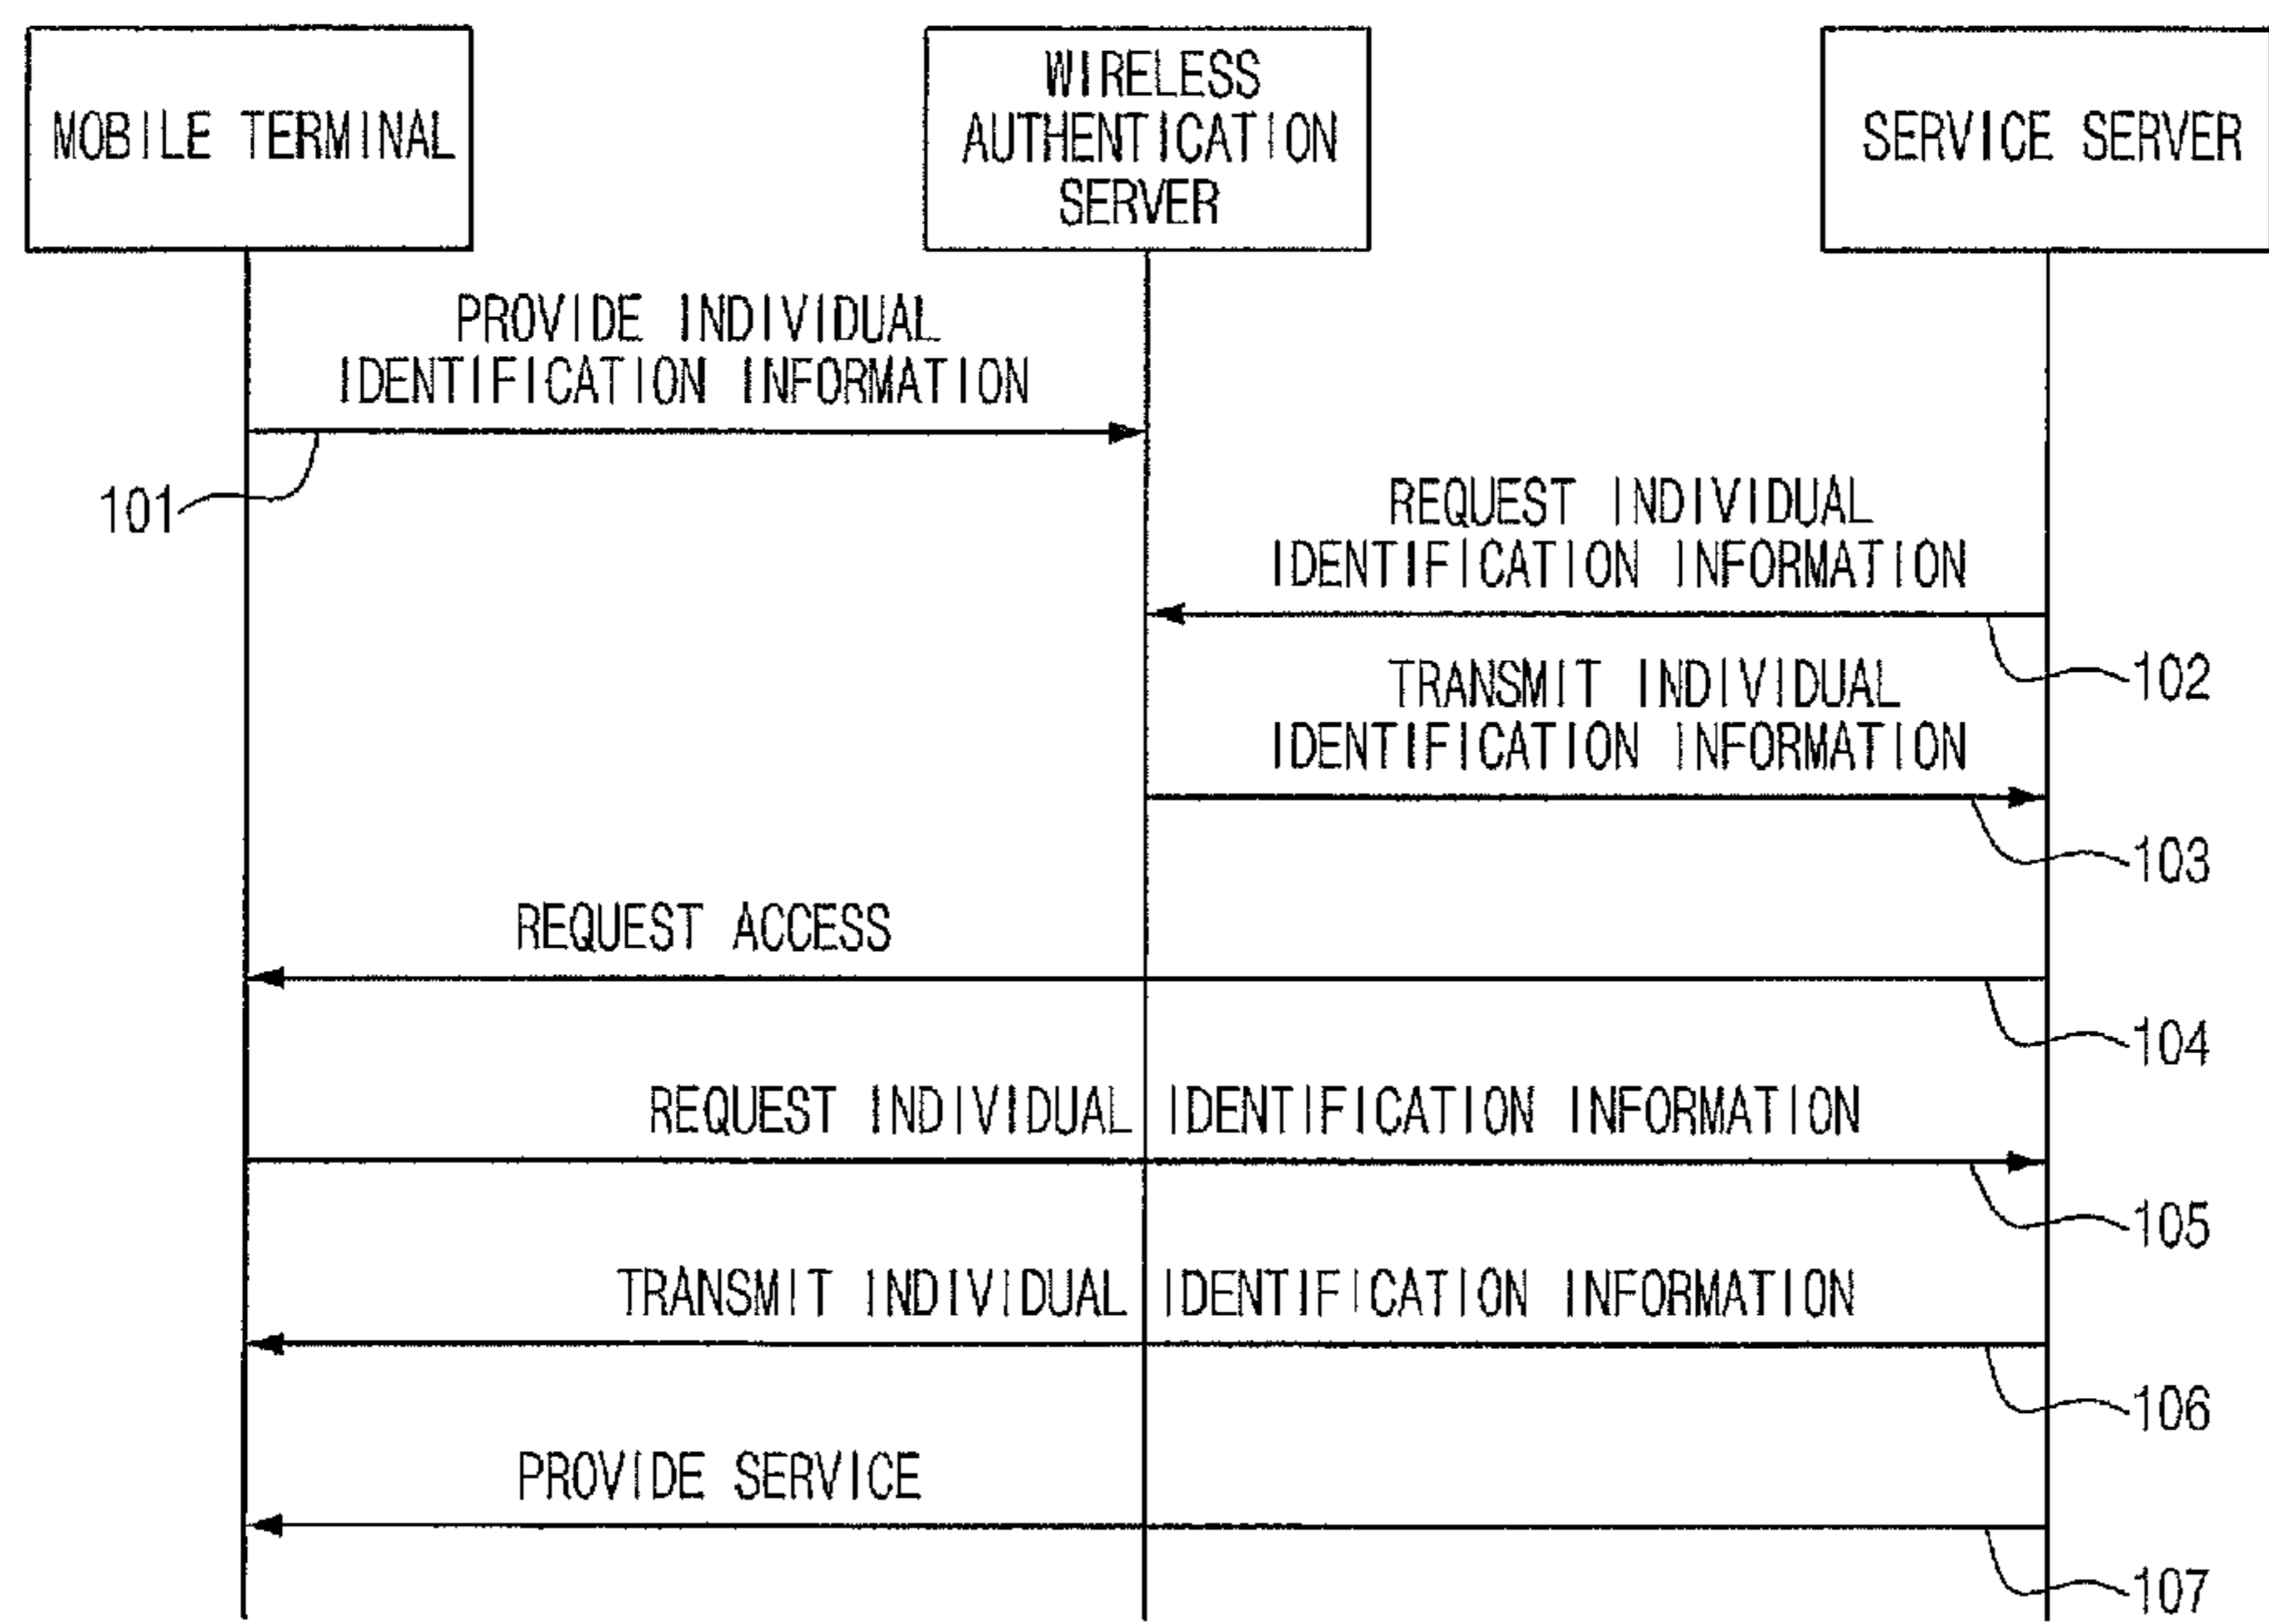 MOBILE TERMINAL
WIRELESS
AUTHENTICATION
SERVER
SERVICE SERVER
PROVIDE INDIVIDUAL
IDENTIFICATION INFORMATION
101
REQUEST INDIVIDUAL
IDENTIFICATION INFORMATION
102
TRANSMIT INDIVIDUAL
IDENTIFICATION INFORMATION
103
REQUEST ACCESS
104
REQUEST INDIVIDUAL IDENTIFICATION INFORMATION
105
TRANSMIT INDIVIDUAL IDENTIFICATION INFORMATION
106
PROVIDE SERVICE
107